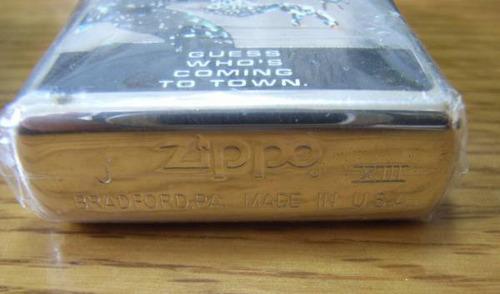 GUESS
WHO'S
COMING
TO TOWN.
J Zippo XIII
BRADFORD,PA. MADE IN U.S.A.